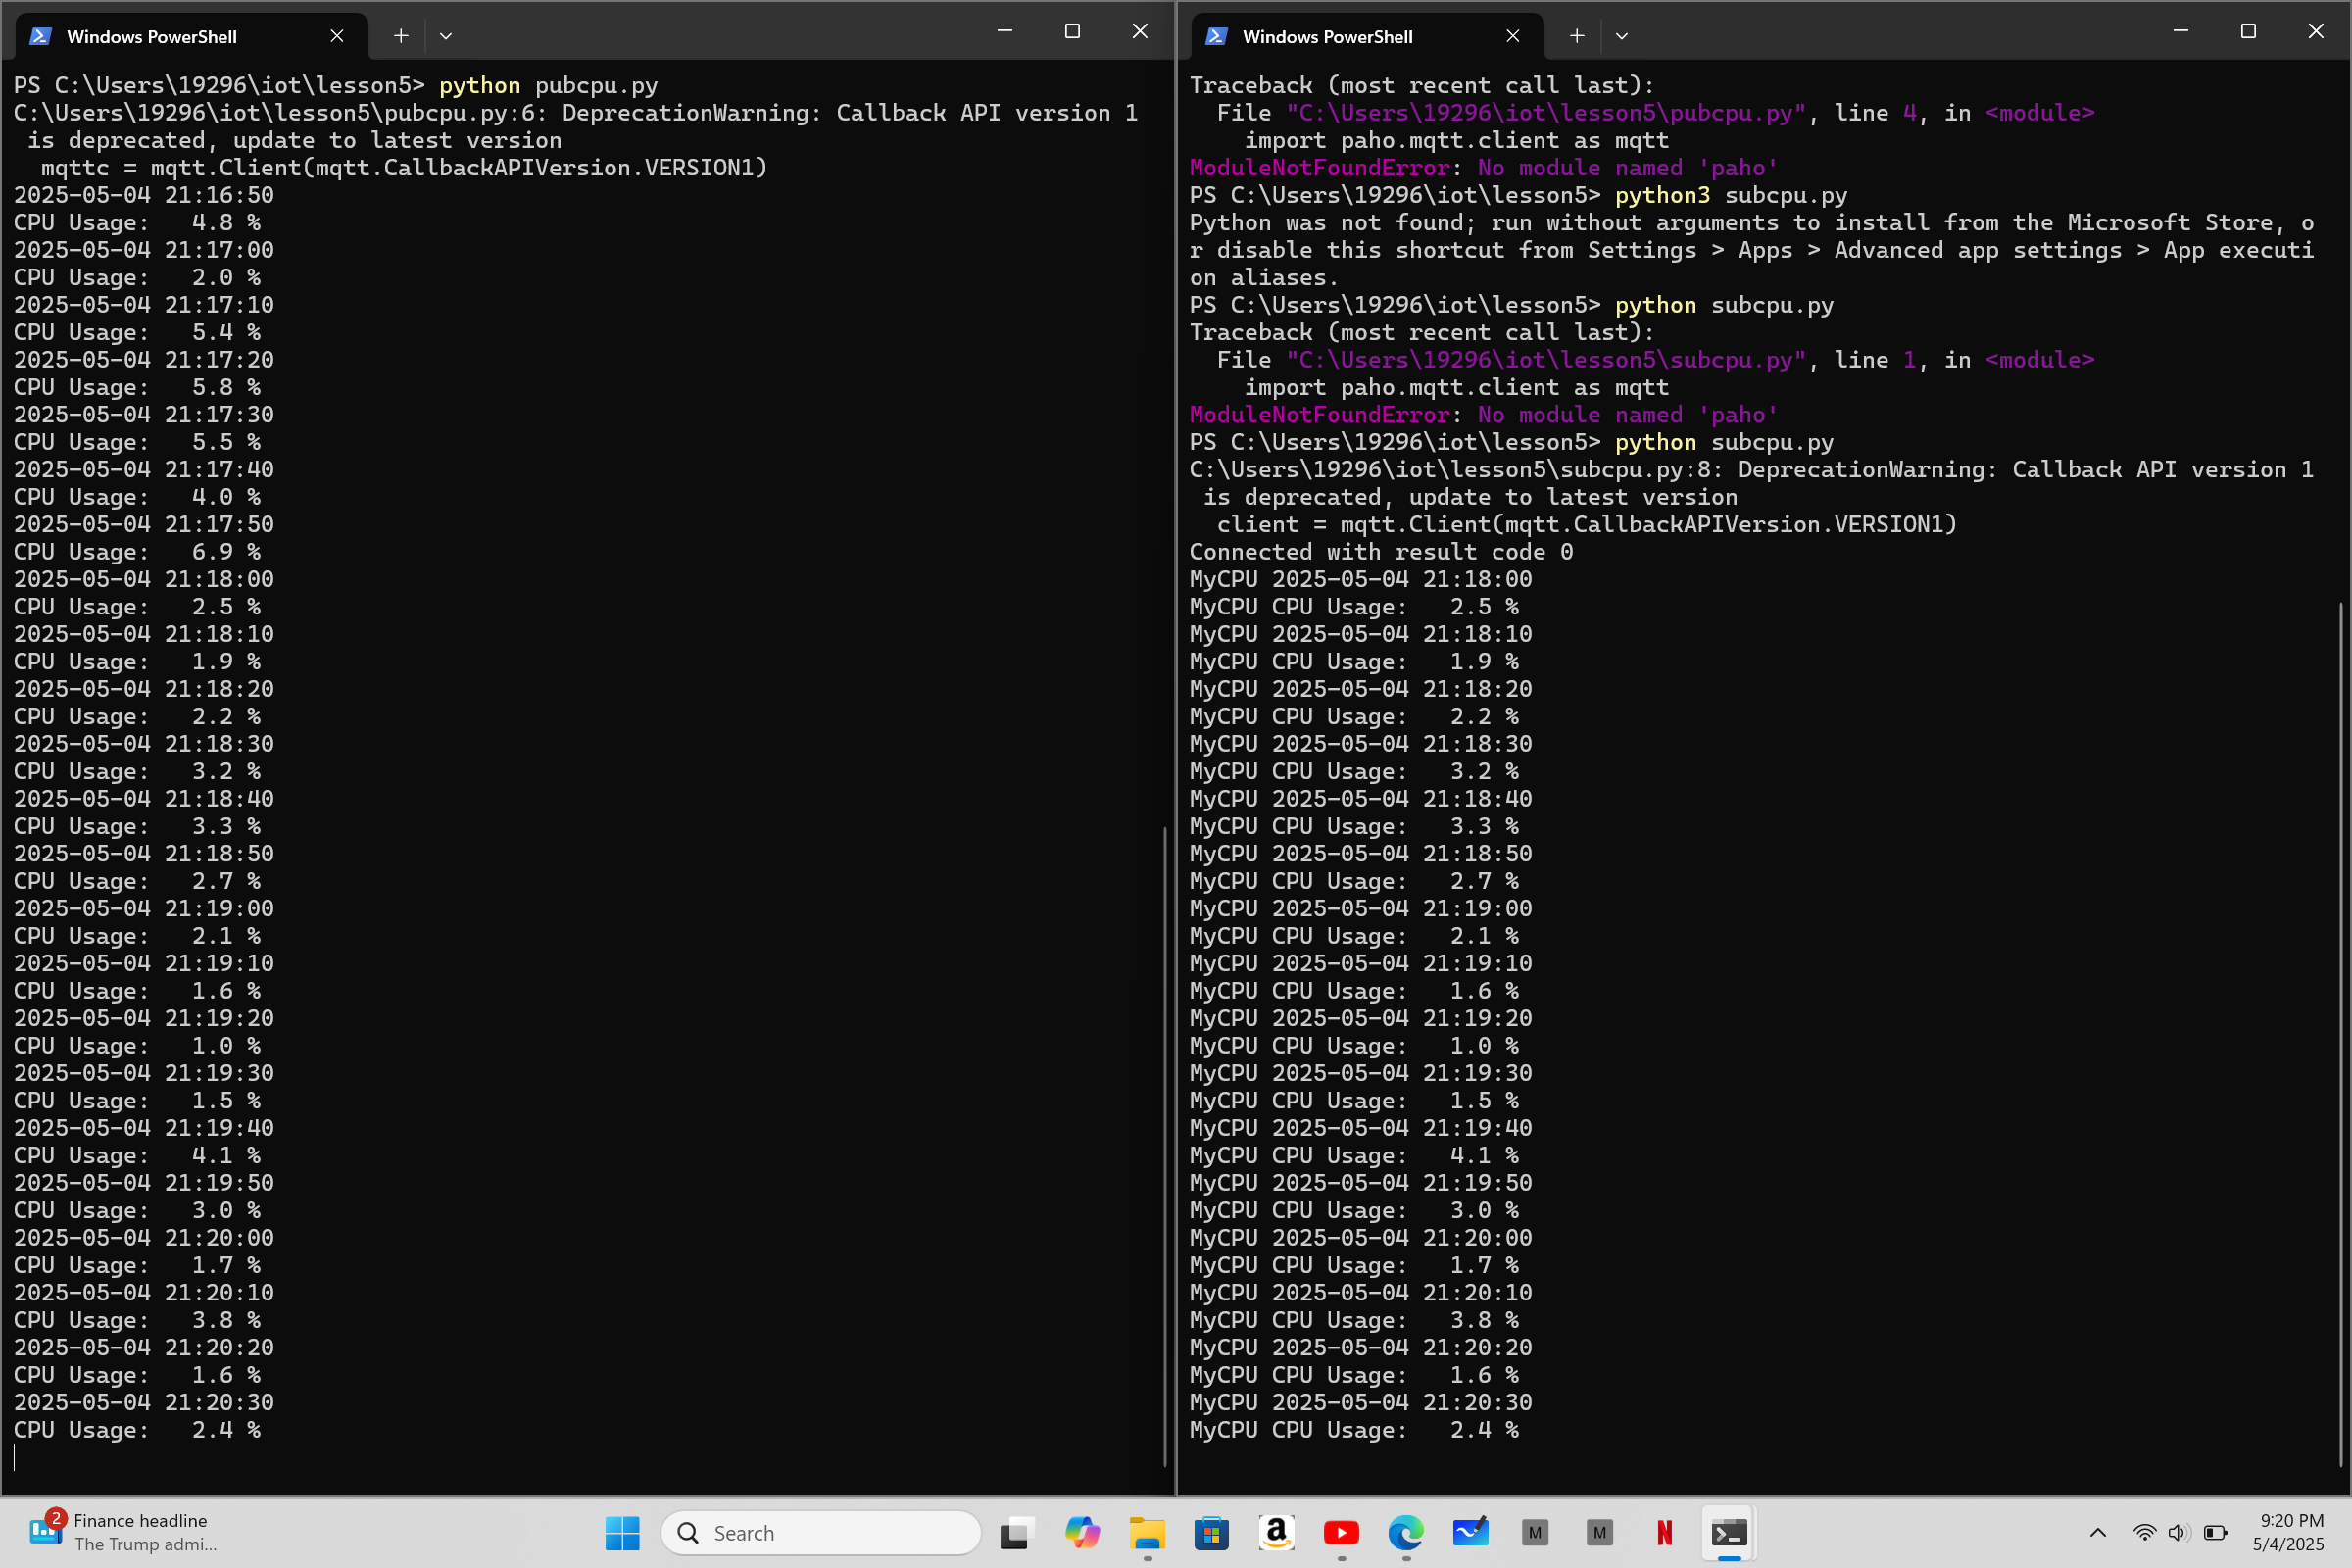 Windows PowerShell
PS C:\Users\19296\iot\lesson5> python pubcpu.py
C:\Users\19296\iot\lesson5\pubcpu.py:6: DeprecationWarning: Callback API version 1
 is deprecated, update to latest version
  mqttc = mqtt.Client(mqtt.CallbackAPIVersion.VERSION1)
2025-05-04 21:16:50
CPU Usage:   4.8 %
2025-05-04 21:17:00
CPU Usage:   2.0 %
2025-05-04 21:17:10
CPU Usage:   5.4 %
2025-05-04 21:17:20
CPU Usage:   5.8 %
2025-05-04 21:17:30
CPU Usage:   5.5 %
2025-05-04 21:17:40
CPU Usage:   4.0 %
2025-05-04 21:17:50
CPU Usage:   6.9 %
2025-05-04 21:18:00
CPU Usage:   2.5 %
2025-05-04 21:18:10
CPU Usage:   1.9 %
2025-05-04 21:18:20
CPU Usage:   2.2 %
2025-05-04 21:18:30
CPU Usage:   3.2 %
2025-05-04 21:18:40
CPU Usage:   3.3 %
2025-05-04 21:18:50
CPU Usage:   2.7 %
2025-05-04 21:19:00
CPU Usage:   2.1 %
2025-05-04 21:19:10
CPU Usage:   1.6 %
2025-05-04 21:19:20
CPU Usage:   1.0 %
2025-05-04 21:19:30
CPU Usage:   1.5 %
2025-05-04 21:19:40
CPU Usage:   4.1 %
2025-05-04 21:19:50
CPU Usage:   3.0 %
2025-05-04 21:20:00
CPU Usage:   1.7 %
2025-05-04 21:20:10
CPU Usage:   3.8 %
2025-05-04 21:20:20
CPU Usage:   1.6 %
2025-05-04 21:20:30
CPU Usage:   2.4 %
Windows PowerShell
Traceback (most recent call last):
  File "C:\Users\19296\iot\lesson5\pubcpu.py", line 4, in <module>
    import paho.mqtt.client as mqtt
ModuleNotFoundError: No module named 'paho'
PS C:\Users\19296\iot\lesson5> python3 subcpu.py
Python was not found; run without arguments to install from the Microsoft Store, o
r disable this shortcut from Settings > Apps > Advanced app settings > App executi
on aliases.
PS C:\Users\19296\iot\lesson5> python subcpu.py
Traceback (most recent call last):
  File "C:\Users\19296\iot\lesson5\subcpu.py", line 1, in <module>
    import paho.mqtt.client as mqtt
ModuleNotFoundError: No module named 'paho'
PS C:\Users\19296\iot\lesson5> python subcpu.py
C:\Users\19296\iot\lesson5\subcpu.py:8: DeprecationWarning: Callback API version 1
 is deprecated, update to latest version
  client = mqtt.Client(mqtt.CallbackAPIVersion.VERSION1)
Connected with result code 0
MyCPU 2025-05-04 21:18:00
MyCPU CPU Usage:   2.5 %
MyCPU 2025-05-04 21:18:10
MyCPU CPU Usage:   1.9 %
MyCPU 2025-05-04 21:18:20
MyCPU CPU Usage:   2.2 %
MyCPU 2025-05-04 21:18:30
MyCPU CPU Usage:   3.2 %
MyCPU 2025-05-04 21:18:40
MyCPU CPU Usage:   3.3 %
MyCPU 2025-05-04 21:18:50
MyCPU CPU Usage:   2.7 %
MyCPU 2025-05-04 21:19:00
MyCPU CPU Usage:   2.1 %
MyCPU 2025-05-04 21:19:10
MyCPU CPU Usage:   1.6 %
MyCPU 2025-05-04 21:19:20
MyCPU CPU Usage:   1.0 %
MyCPU 2025-05-04 21:19:30
MyCPU CPU Usage:   1.5 %
MyCPU 2025-05-04 21:19:40
MyCPU CPU Usage:   4.1 %
MyCPU 2025-05-04 21:19:50
MyCPU CPU Usage:   3.0 %
MyCPU 2025-05-04 21:20:00
MyCPU CPU Usage:   1.7 %
MyCPU 2025-05-04 21:20:10
MyCPU CPU Usage:   3.8 %
MyCPU 2025-05-04 21:20:20
MyCPU CPU Usage:   1.6 %
MyCPU 2025-05-04 21:20:30
MyCPU CPU Usage:   2.4 %
2
Finance headline
The Trump admi...
Search
a
M
M
N
9:20 PM
5/4/2025